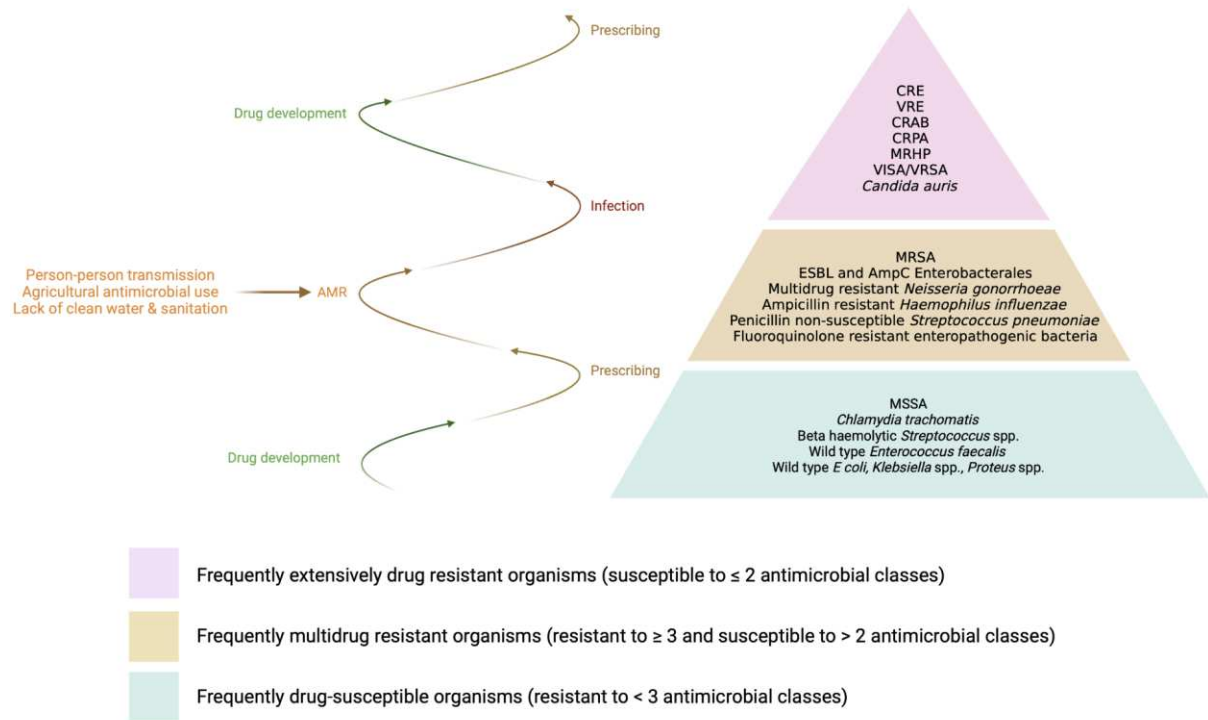 Prescribing
Drug development
Infection
Person-person transmission
Agricultural antimicrobial use
Lack of clean water & sanitation
AMR
Prescribing
Drug development
CRE
VRE
CRAB
CRPA
MRHP
VISA/VRSA
Candida auris
MRSA
ESBL and AmpC Enterobacterales
Multidrug resistant Neisseria gonorrhoeae
Ampicillin resistant Haemophilus influenzae
Penicillin non-susceptible Streptococcus pneumoniae
Fluoroquinolone resistant enteropathogenic bacteria
MSSA
Chlamydia trachomatis
Beta haemolytic Streptococcus spp.
Wild type Enterococcus faecalis
Wild type E coli, Klebsiella spp., Proteus spp.
Frequently extensively drug resistant organisms (susceptible to ≤ 2 antimicrobial classes)
Frequently multidrug resistant organisms (resistant to ≥ 3 and susceptible to > 2 antimicrobial classes)
Frequently drug-susceptible organisms (resistant to < 3 antimicrobial classes)